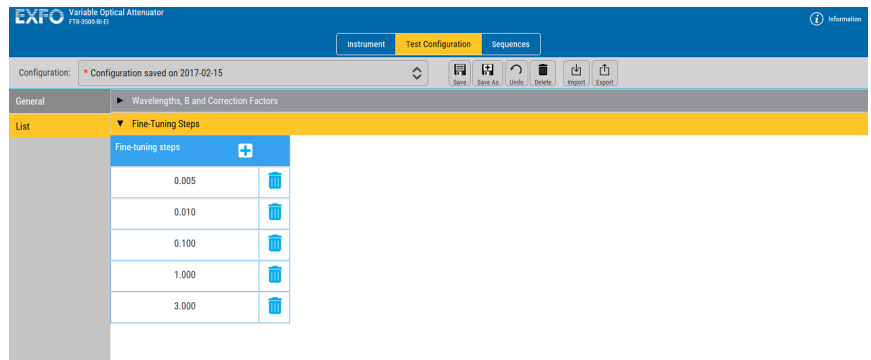 EXFO Variable Optical Attenuator
FTB-3500-BI-EI
Information
Instrument Test Configuration Sequences
Configuration: * Configuration saved on 2017-02-15
Save Save As Undo Delete Import Export
General
Wavelengths, B and Correction Factors
List
Fine-Tuning Steps
Fine-tuning steps
0.005
0.010
0.100
1.000
3.000